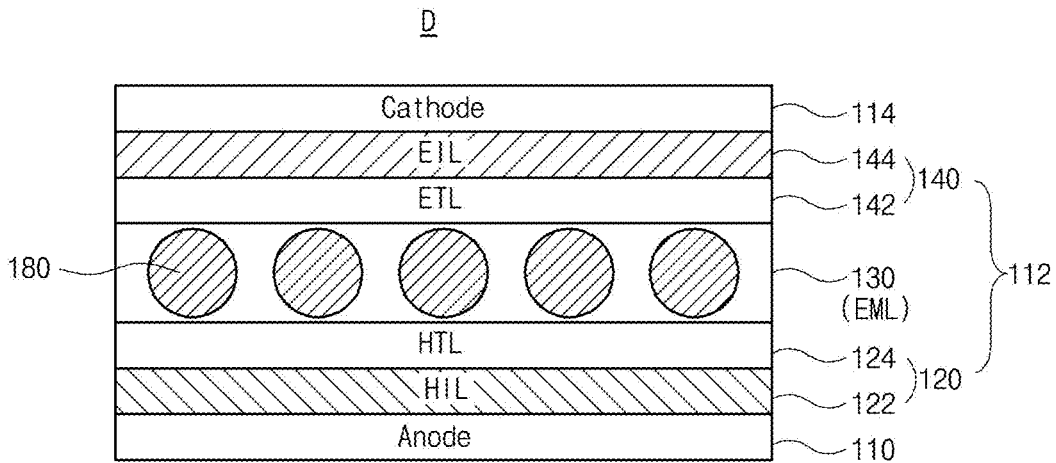 D
Cathode 114
EIL 144 140
ETL 142
180 130 112
(EML)
HTL 124 120
HIL 122
Anode 110